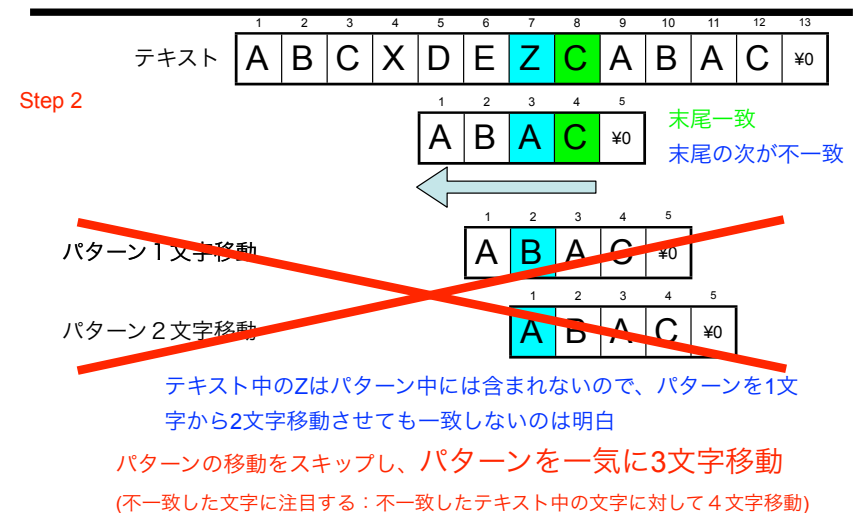 1 2 3 4 5 6 7 8 9 10 11 12 13
テキスト A B C X D E Z C A B A C ¥0
Step 2
1 2 3 4 5
A B A C ¥0
末尾一致
末尾の次が不一致
1 2 3 4 5
パターン１文字移動 A B A C ¥0
1 2 3 4 5
パターン２文字移動 A B A C ¥0
テキスト中のZはパターン中には含まれないので、パターンを1文
字から2文字移動させても一致しないのは明白
パターンの移動をスキップし、パターンを一気に3文字移動
(不一致した文字に注目する：不一致したテキスト中の文字に対して４文字移動)